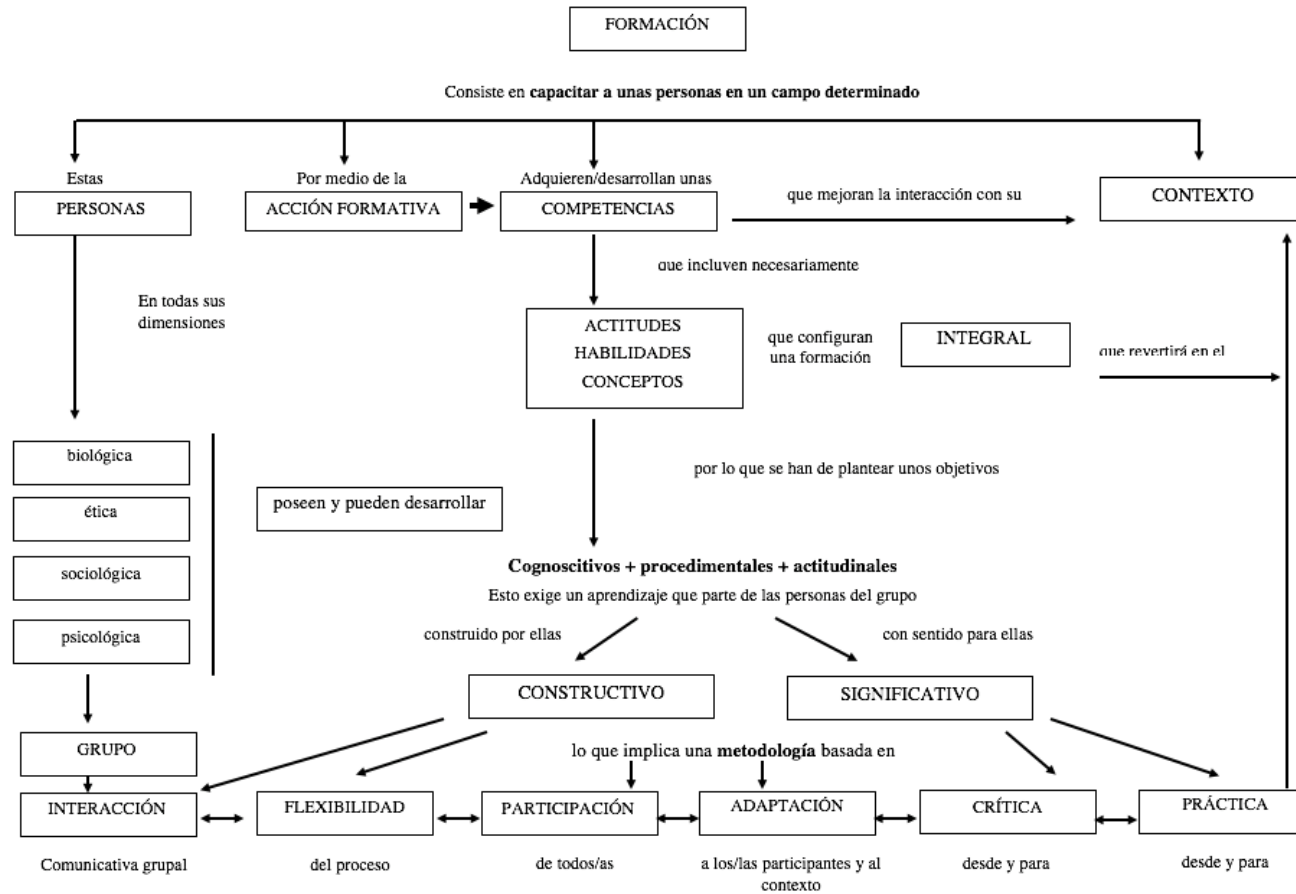 FORMACIÓN
Consiste en capacitar a unas personas en un campo determinado
Estas
PERSONAS
Por medio de la
ACCIÓN FORMATIVA
Adquieren/desarrollan unas
COMPETENCIAS
que mejoran la interacción con su
CONTEXTO
que incluyen necesariamente
En todas sus
dimensiones
ACTITUDES
HABILIDADES
CONCEPTOS
que configuran
una formación
INTEGRAL
que revertirá en el
biológica
ética
sociológica
psicológica
poseen y pueden desarrollar
por lo que se han de plantear unos objetivos
Cognoscitivos + procedimentales + actitudinales
Esto exige un aprendizaje que parte de las personas del grupo
construido por ellas
con sentido para ellas
CONSTRUCTIVO
SIGNIFICATIVO
GRUPO
lo que implica una metodología basada en
INTERACCIÓN
FLEXIBILIDAD
PARTICIPACIÓN
ADAPTACIÓN
CRÍTICA
PRÁCTICA
Comunicativa grupal
del proceso
de todos/as
a los/las participantes y al
contexto
desde y para
desde y para